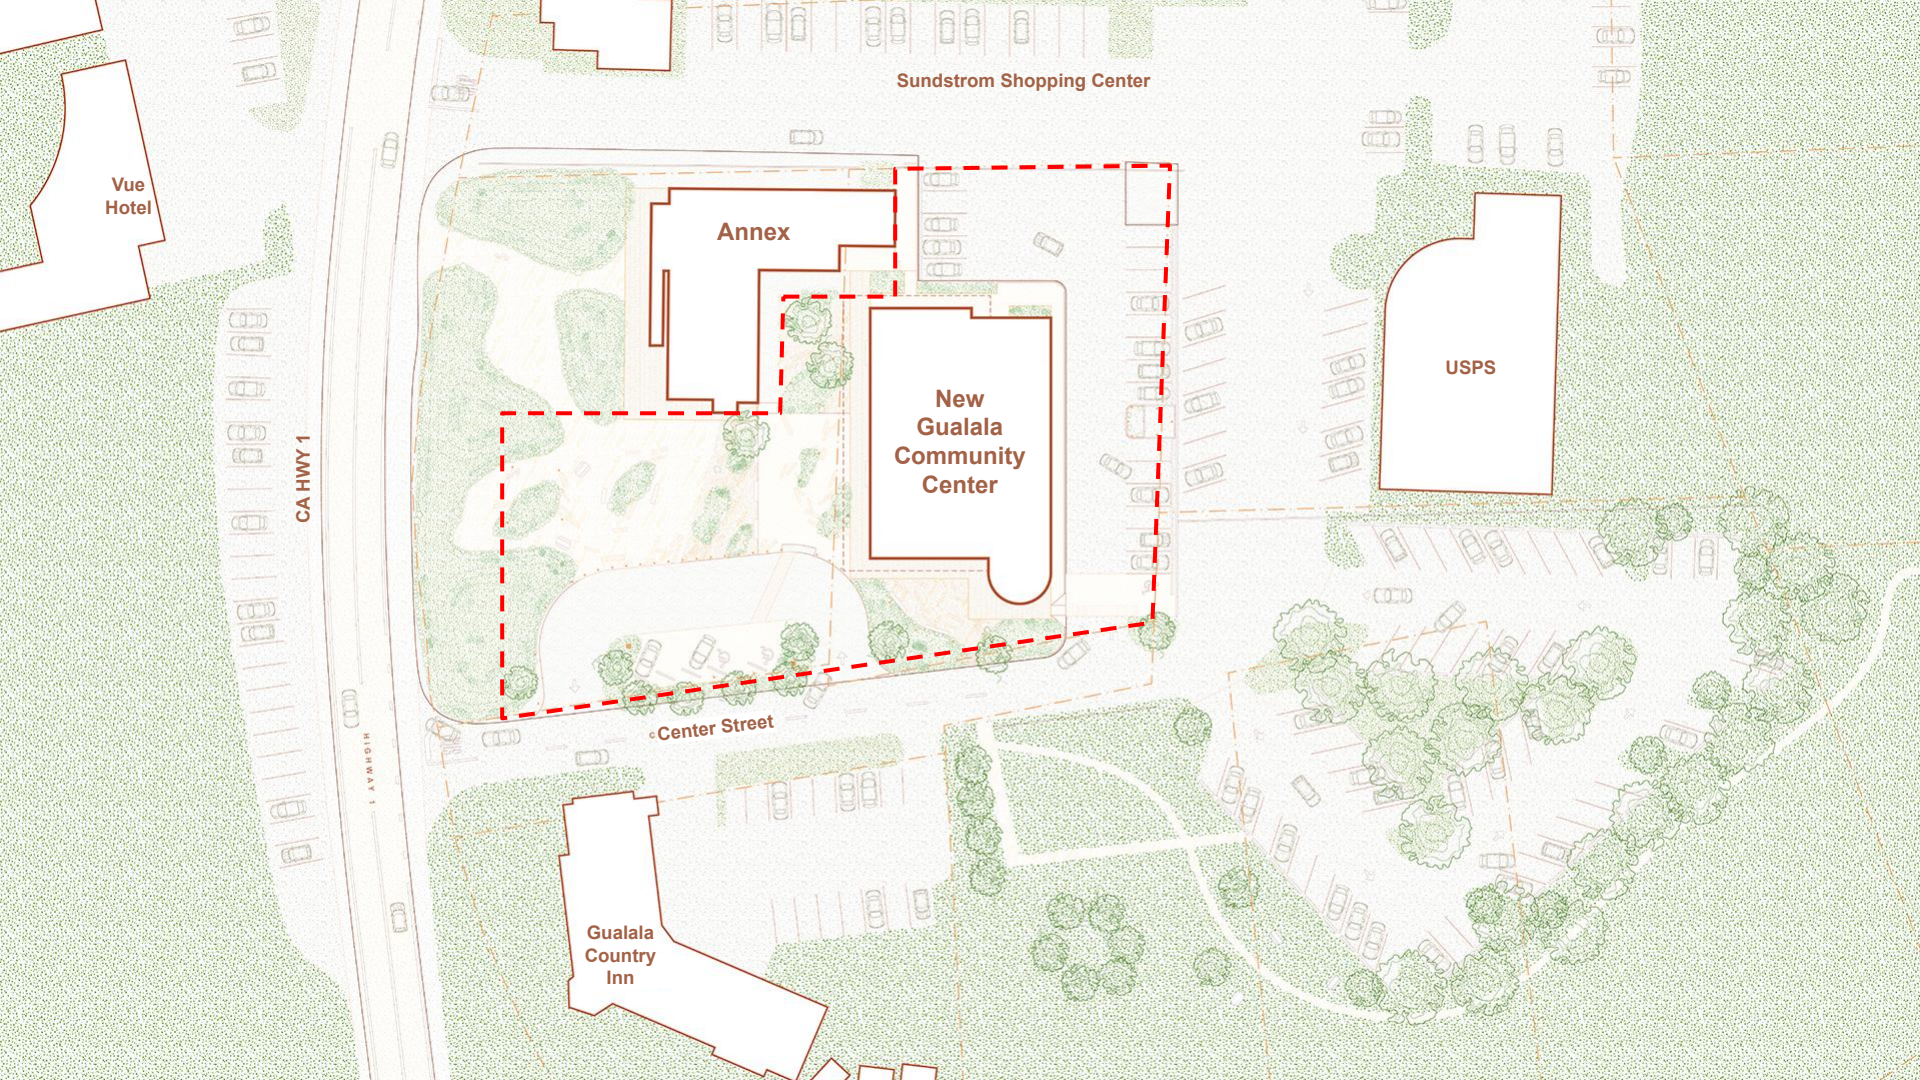 Sundstrom Shopping Center
Vue
Hotel
Annex
USPS
New
Gualala
Community
Center
CA HWY 1
HIGHWAY 1
Center Street
Gualala
Country
Inn